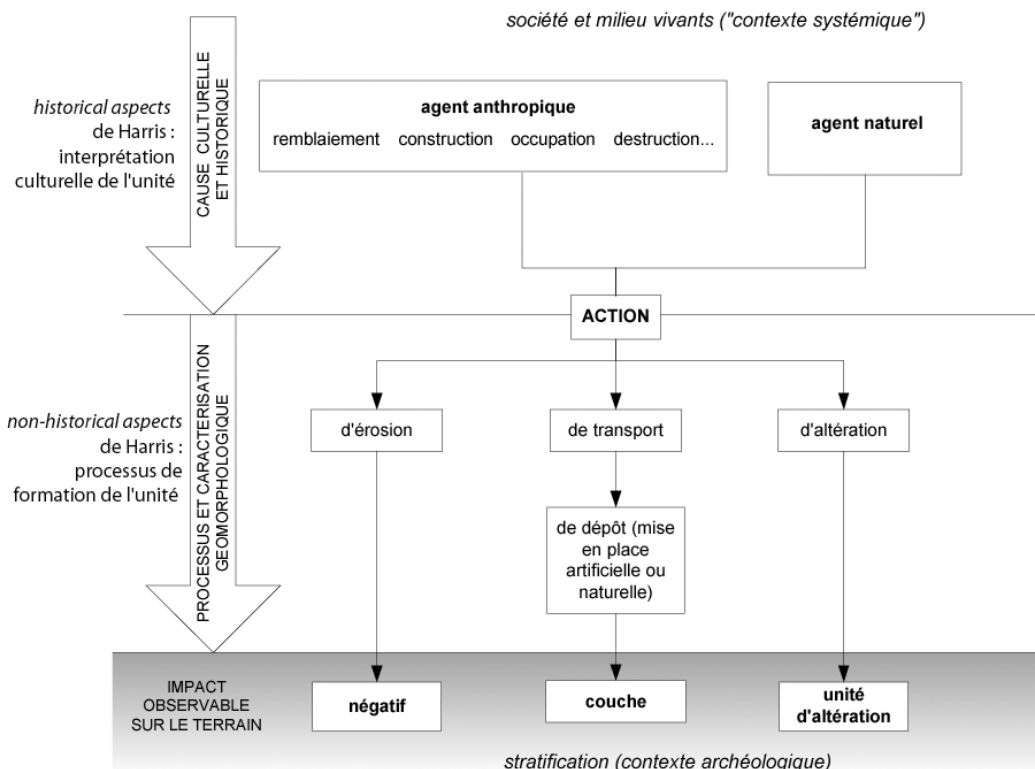 société et milieu vivants ("contexte systémique")
historical aspects
de Harris :
interprétation
culturelle de l'unité
CAUSE CULTURELLE
ET HISTORIQUE
agent anthropique
remblaiement construction occupation destruction...
agent naturel
ACTION
non-historical aspects
de Harris :
processus de
formation de l'unité
PROCESSUS ET CARACTERISATION
GEOMORPHOLOGIQUE
d'érosion
de transport
d'altération
de dépôt (mise
en place
artificielle ou
naturelle)
IMPACT
OBSERVABLE
SUR LE TERRAIN
négatif
couche
unité
d'altération
stratification (contexte archéologique)